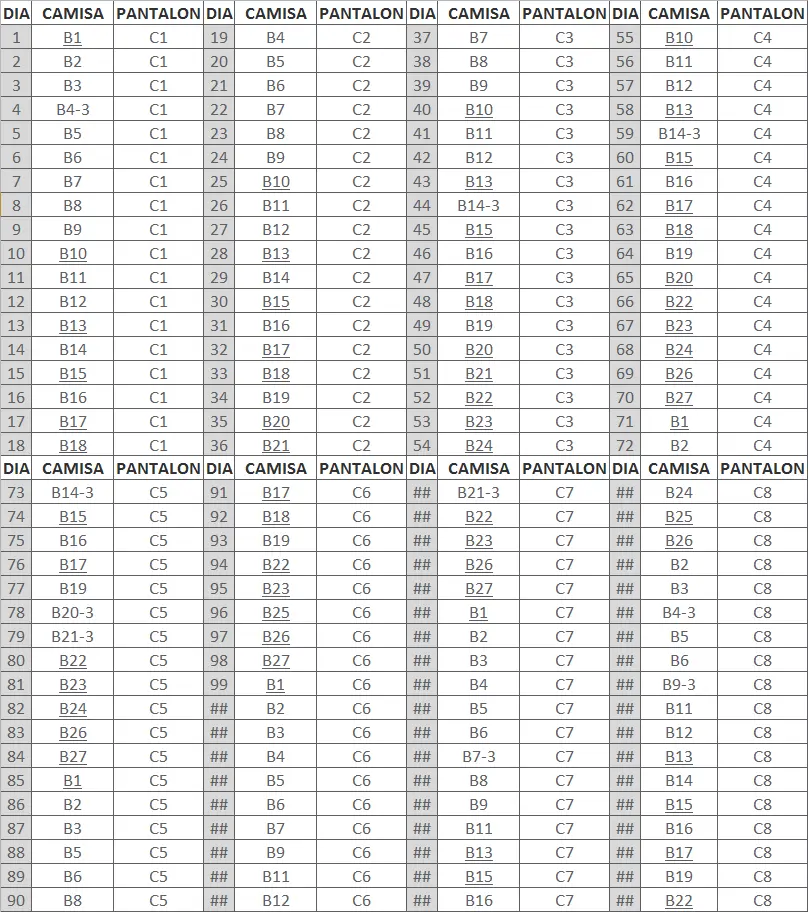 DIA CAMISA PANTALON DIA CAMISA PANTALON DIA CAMISA PANTALON DIA CAMISA PANTALON
1 B1 C1 19 B4 C2 37 B7 C3 55 B10 C4
2 B2 C1 20 B5 C2 38 B8 C3 56 B11 C4
3 B3 C1 21 B6 C2 39 B9 C3 57 B12 C4
4 B4-3 C1 22 B7 C2 40 B10 C3 58 B13 C4
5 B5 C1 23 B8 C2 41 B11 C3 59 B14-3 C4
6 B6 C1 24 B9 C2 42 B12 C3 60 B15 C4
7 B7 C1 25 B10 C2 43 B13 C3 61 B16 C4
8 B8 C1 26 B11 C2 44 B14-3 C3 62 B17 C4
9 B9 C1 27 B12 C2 45 B15 C3 63 B18 C4
10 B10 C1 28 B13 C2 46 B16 C3 64 B19 C4
11 B11 C1 29 B14 C2 47 B17 C3 65 B20 C4
12 B12 C1 30 B15 C2 48 B18 C3 66 B22 C4
13 B13 C1 31 B16 C2 49 B19 C3 67 B23 C4
14 B14 C1 32 B17 C2 50 B20 C3 68 B24 C4
15 B15 C1 33 B18 C2 51 B21 C3 69 B26 C4
16 B16 C1 34 B19 C2 52 B22 C3 70 B27 C4
17 B17 C1 35 B20 C2 53 B23 C3 71 B1 C4
18 B18 C1 36 B21 C2 54 B24 C3 72 B2 C4
DIA CAMISA PANTALON DIA CAMISA PANTALON DIA CAMISA PANTALON DIA CAMISA PANTALON
73 B14-3 C5 91 B17 C6 ## B21-3 C7 ## B24 C8
74 B15 C5 92 B18 C6 ## B22 C7 ## B25 C8
75 B16 C5 93 B19 C6 ## B23 C7 ## B26 C8
76 B17 C5 94 B22 C6 ## B26 C7 ## B2 C8
77 B19 C5 95 B23 C6 ## B27 C7 ## B3 C8
78 B20-3 C5 96 B25 C6 ## B1 C7 ## B4-3 C8
79 B21-3 C5 97 B26 C6 ## B2 C7 ## B5 C8
80 B22 C5 98 B27 C6 ## B3 C7 ## B6 C8
81 B23 C5 99 B1 C6 ## B4 C7 ## B9-3 C8
82 B24 C5 ## B2 C6 ## B5 C7 ## B11 C8
83 B26 C5 ## B3 C6 ## B6 C7 ## B12 C8
84 B27 C5 ## B4 C6 ## B7-3 C7 ## B13 C8
85 B1 C5 ## B5 C6 ## B8 C7 ## B14 C8
86 B2 C5 ## B6 C6 ## B9 C7 ## B15 C8
87 B3 C5 ## B7 C6 ## B11 C7 ## B16 C8
88 B5 C5 ## B9 C6 ## B13 C7 ## B17 C8
89 B6 C5 ## B11 C6 ## B15 C7 ## B19 C8
90 B8 C5 ## B12 C6 ## B16 C7 ## B22 C8